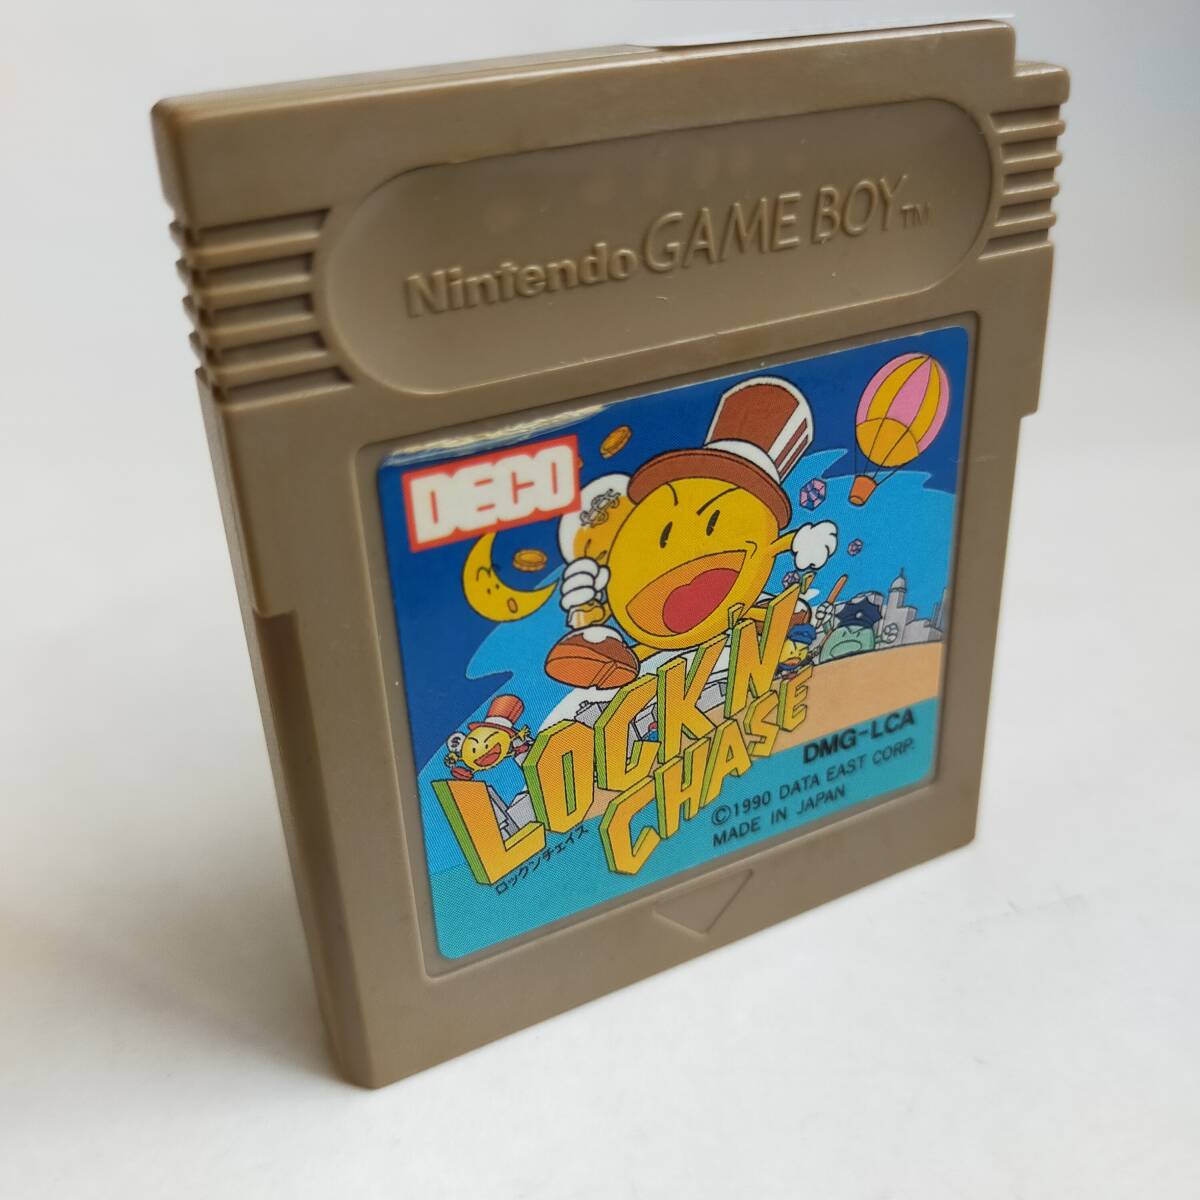 Nintendo GAME BOY™
DECO
LOCK'N'
CHASE
ロックンチェイス
DMG-LCA
©1990 DATA EAST CORP.
MADE IN JAPAN